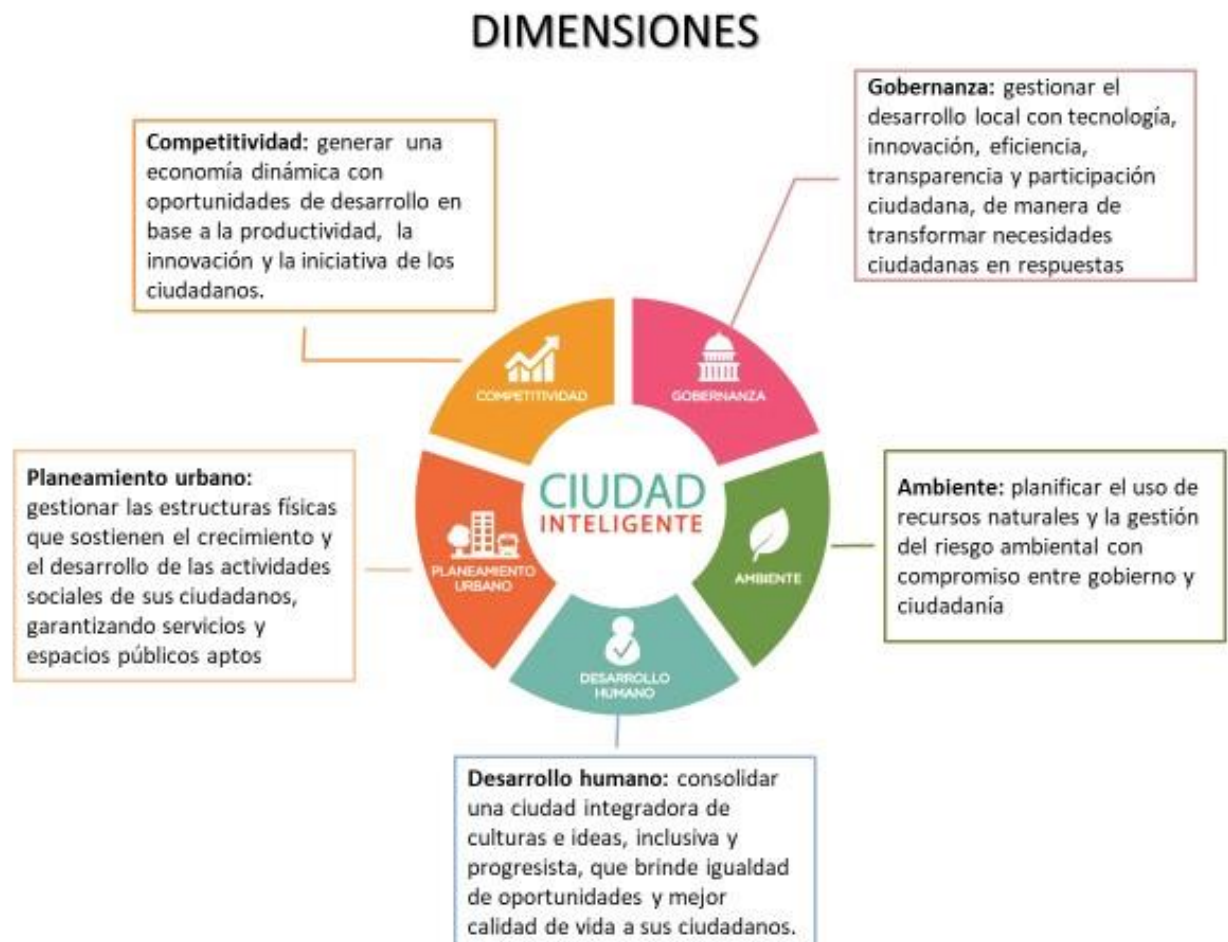 DIMENSIONES
Gobernanza: gestionar el
desarrollo local con tecnología,
innovación, eficiencia,
transparencia y participación
ciudadana, de manera de
transformar necesidades
ciudadanas en respuestas
Competitividad: generar una
economía dinámica con
oportunidades de desarrollo en
base a la productividad, la
innovación y la iniciativa de los
ciudadanos.
COMPETITIVIDAD
GOBERNANZA
Planeamiento urbano:
gestionar las estructuras físicas
que sostienen el crecimiento y
el desarrollo de las actividades
sociales de sus ciudadanos,
garantizando servicios y
espacios públicos aptos
CIUDAD
INTELIGENTE
PLANEAMIENTO
URBANO
AMBIENTE
Ambiente: planificar el uso de
recursos naturales y la gestión
del riesgo ambiental con
compromiso entre gobierno y
ciudadanía
DESARROLLO
HUMANO
Desarrollo humano: consolidar
una ciudad integradora de
culturas e ideas, inclusiva y
progresista, que brinde igualdad
de oportunidades y mejor
calidad de vida a sus ciudadanos.